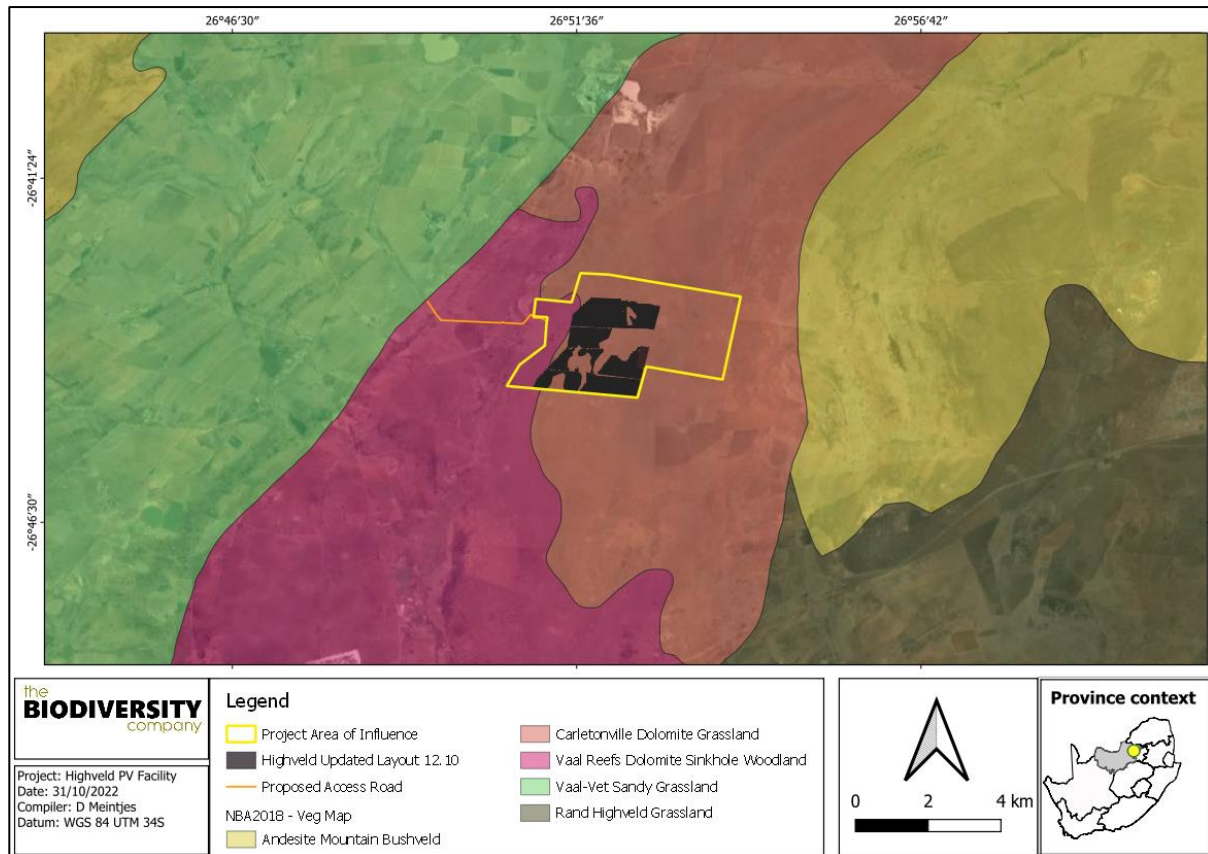 26°46'30" 26°51'36" 26°56'42"
-26°41'24"
-26°46'30"
the
BIODIVERSITY
company
Project: Highveld PV Facility
Date: 31/10/2022
Compiler: D Meintjes
Datum: WGS 84 UTM 34S
Legend
Project Area of Influence
Highveld Updated Layout 12.10
Proposed Access Road
NBA2018 - Veg Map
Andesite Mountain Bushveld
Carletonville Dolomite Grassland
Vaal Reefs Dolomite Sinkhole Woodland
Vaal-Vet Sandy Grassland
Rand Highveld Grassland
0 2 4 km
Province context